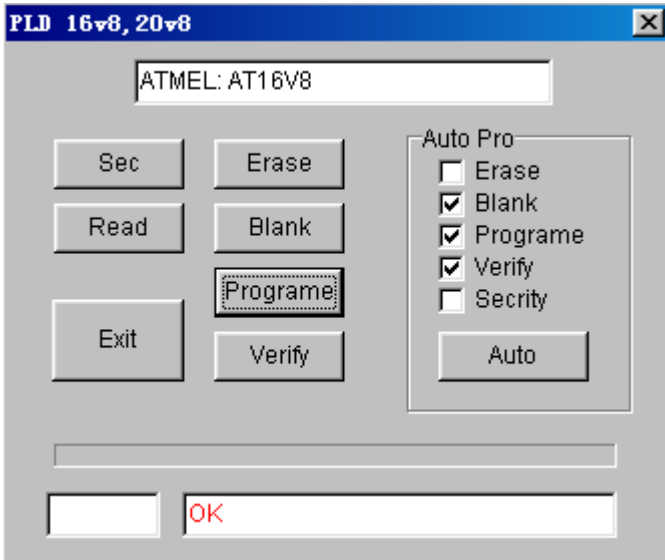 PLD 16v8, 20v8
ATMEL: AT16V8
Sec
Erase
Read
Blank
Programe
Exit
Verify
Auto Pro
Erase
Blank
Programe
Verify
Secrity
Auto
OK